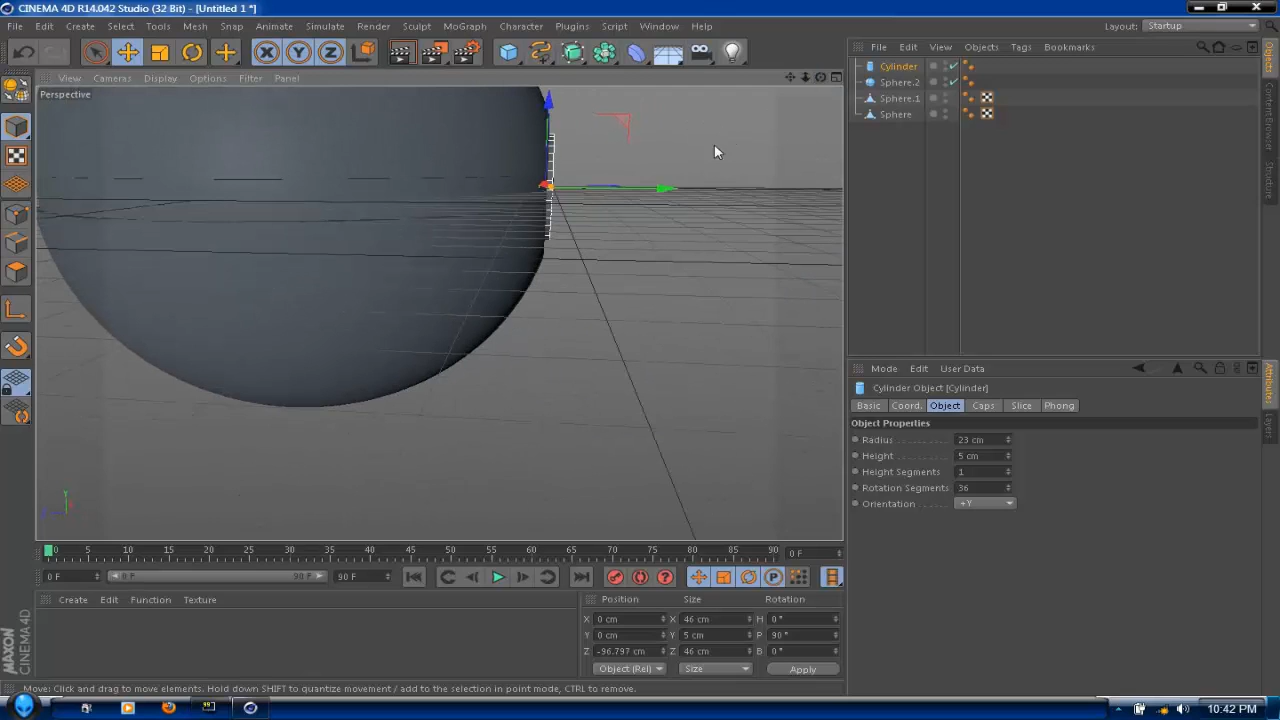 CINEMA 4D R14.042 Studio (32 Bit) - [Untitled 1 *]
File Edit Create Select Tools Mesh Snap Animate Simulate Render Sculpt MoGraph Character Plugins Script Window Help Layout: Startup
View Cameras Display Options Filter Panel
Perspective
File Edit View Objects Tags Bookmarks
Cylinder
Sphere.2
Sphere.1
Sphere
Objects
Content Browser
Structure
Mode Edit User Data
Cylinder Object [Cylinder]
Basic Coord. Object Caps Slice Phong
Object Properties
Radius 23 cm
Height 5 cm
Height Segments 1
Rotation Segments 36
Orientation +Y
Attributes
Layers
X Y Z
Y
0 5 10 15 20 25 30 35 40 45 50 55 60 65 70 75 80 85 90 0 F
0 F 0 F 90 F 90 F
P
Create Edit Function Texture
Position Size Rotation
X 0 cm X 46 cm H 0 °
Y 0 cm Y 5 cm P 90 °
Z -96.797 cm Z 46 cm B 0 °
Object (Rel) Size Apply
MAXON CINEMA 4D
Move: Click and drag to move elements. Hold down SHIFT to quantize movement / add to the selection in point mode, CTRL to remove.
10:42 PM